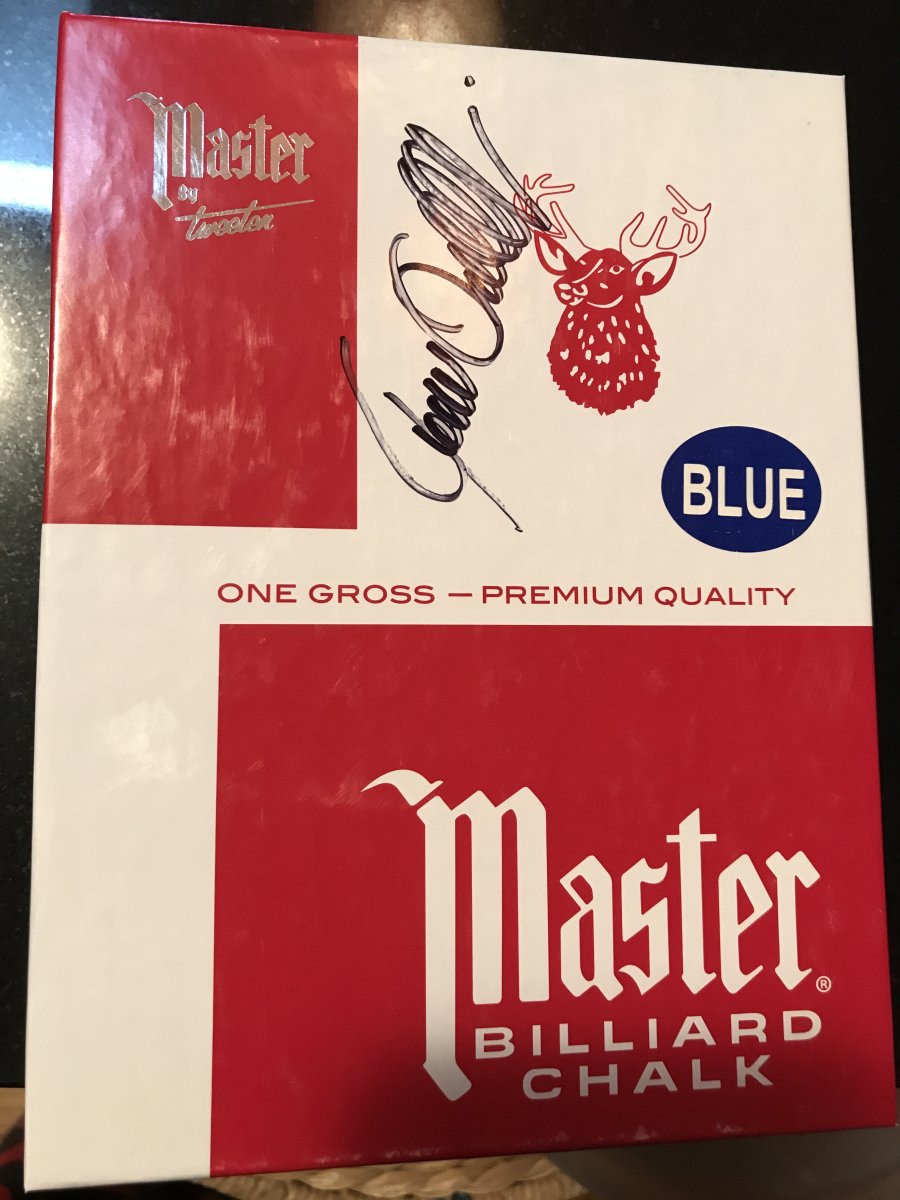 Master
BY
tweeten
BLUE
ONE GROSS — PREMIUM QUALITY
Master®
BILLIARD
CHALK